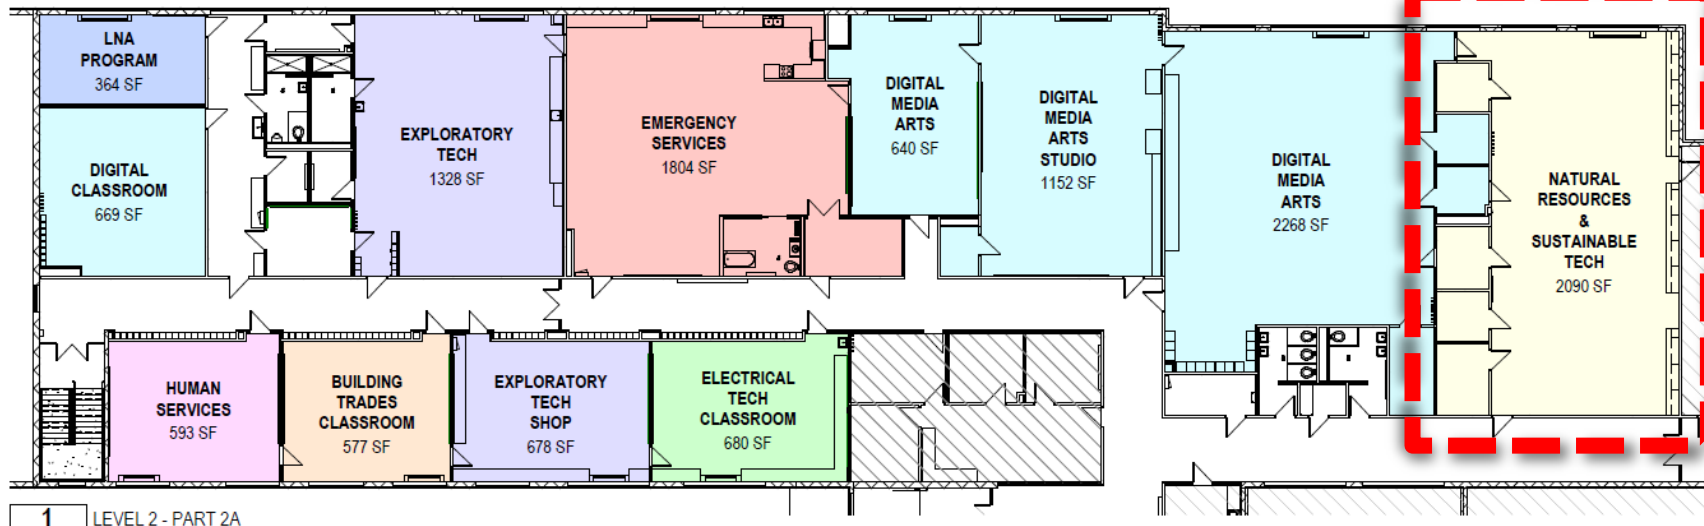 LNA
PROGRAM
364 SF
DIGITAL
CLASSROOM
669 SF
EXPLORATORY
TECH
1328 SF
EMERGENCY
SERVICES
1804 SF
DIGITAL
MEDIA
ARTS
640 SF
DIGITAL
MEDIA
ARTS
STUDIO
1152 SF
DIGITAL
MEDIA
ARTS
2268 SF
NATURAL
RESOURCES
&
SUSTAINABLE
TECH
2090 SF
HUMAN
SERVICES
593 SF
BUILDING
TRADES
CLASSROOM
577 SF
EXPLORATORY
TECH
SHOP
678 SF
ELECTRICAL
TECH
CLASSROOM
680 SF
1 LEVEL 2 - PART 2A